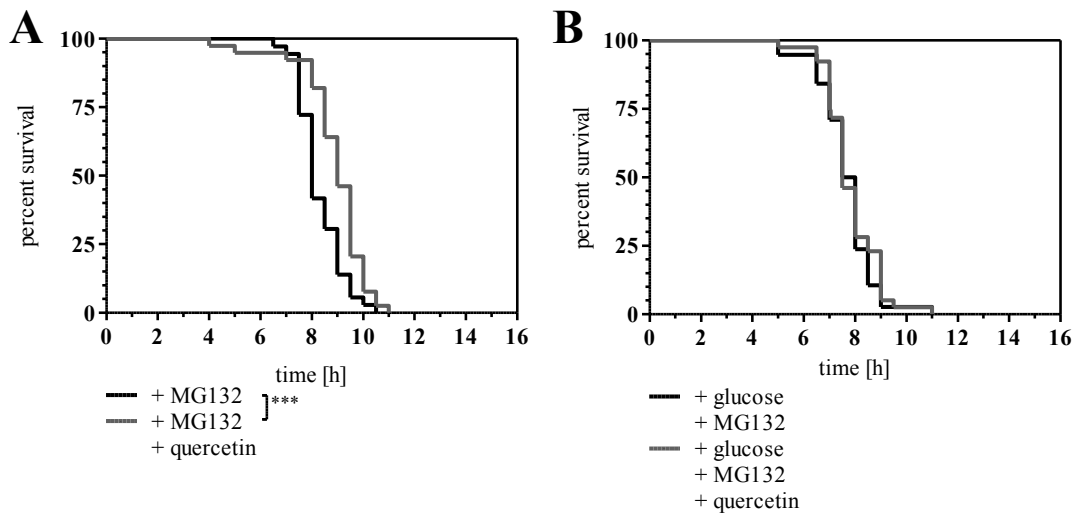 A
percent survival
100
75
50
25
0
0 2 4 6 8 10 12 14 16
time [h]
+ MG132
***
+ MG132
+ quercetin
B
percent survival
100
75
50
25
0
0 2 4 6 8 10 12 14 16
time [h]
+ glucose
+ MG132
+ glucose
+ MG132
+ quercetin